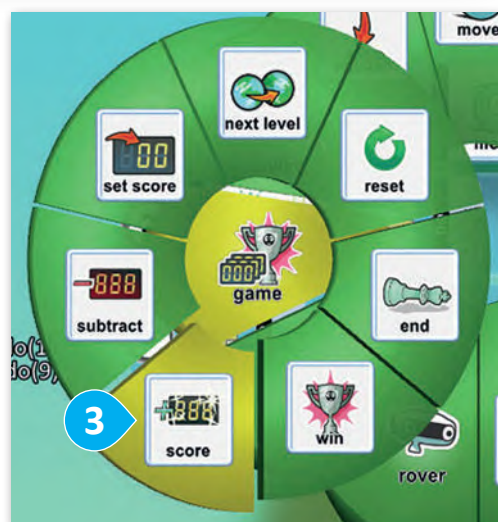 move
next level
set score
reset
game
subtract
end
score
win
rover
3